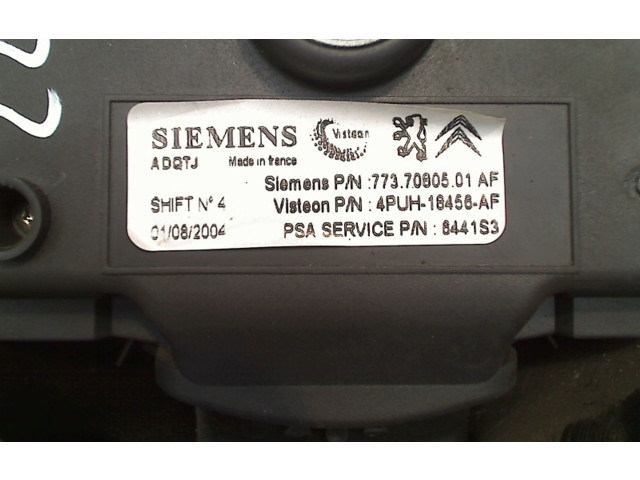 SIEMENS Visteon
ADQTJ Made in france
Siemens P/N :773.70805.01 AF
SHIFT N° 4 Visteon P/N : 4PUH-18456-AF
01/08/2004 PSA SERVICE P/N : 6441S3